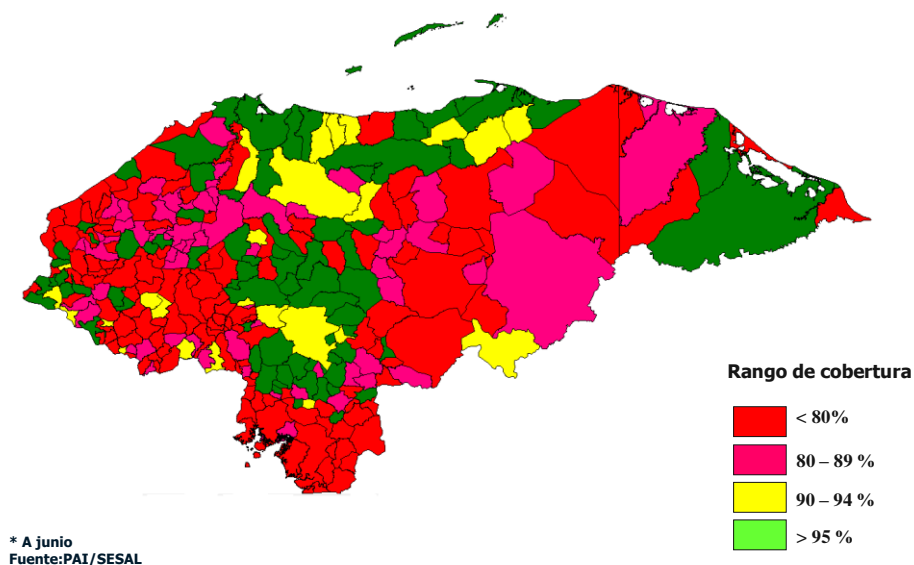 Rango de cobertura
< 80%
80 – 89 %
90 – 94 %
> 95 %
* A junio
Fuente:PAI/SESAL